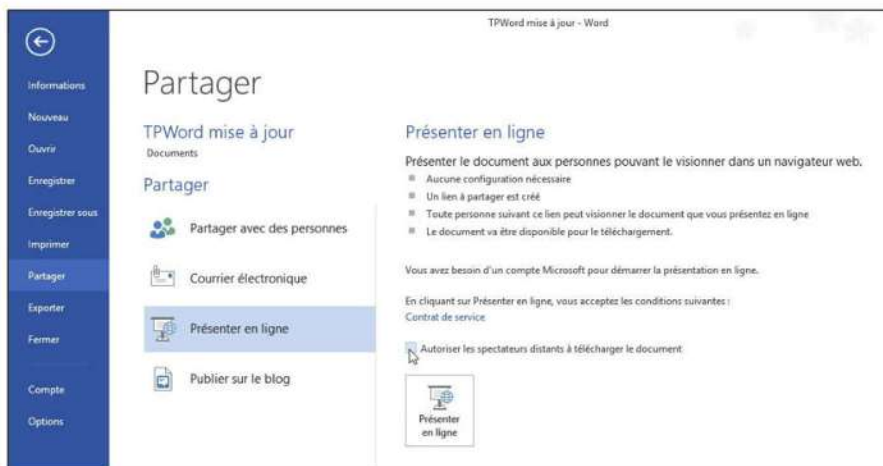 TPWord mise à jour - Word
Informations
Nouveau
Ouvrir
Enregistrer
Enregistrer sous
Imprimer
Partager
Exporter
Fermer
Compte
Options
Partager
TPWord mise à jour
Documents
Partager
Partager avec des personnes
Courrier électronique
Présenter en ligne
Publier sur le blog
Présenter en ligne
Présenter le document aux personnes pouvant le visionner dans un navigateur web.
Aucune configuration nécessaire
Un lien à partager est créé
Toute personne suivant ce lien peut visionner le document que vous présentez en ligne
Le document va être disponible pour le téléchargement.
Vous avez besoin d'un compte Microsoft pour démarrer la présentation en ligne.
En cliquant sur Présenter en ligne, vous acceptez les conditions suivantes :
Contrat de service
Autoriser les spectateurs distants à télécharger le document
Présenter
en ligne